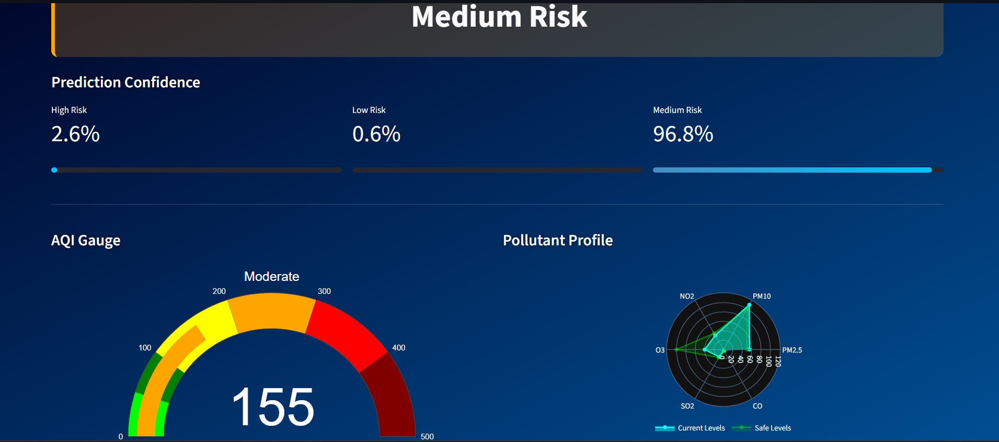 Medium Risk
Prediction Confidence
High Risk
2.6%
Low Risk
0.6%
Medium Risk
96.8%
AQI Gauge
Moderate
0
100
200
300
400
500
155
Pollutant Profile
NO2
PM10
O3
PM2.5
0
20
40
60
80
100
120
SO2
CO
Current Levels
Safe Levels